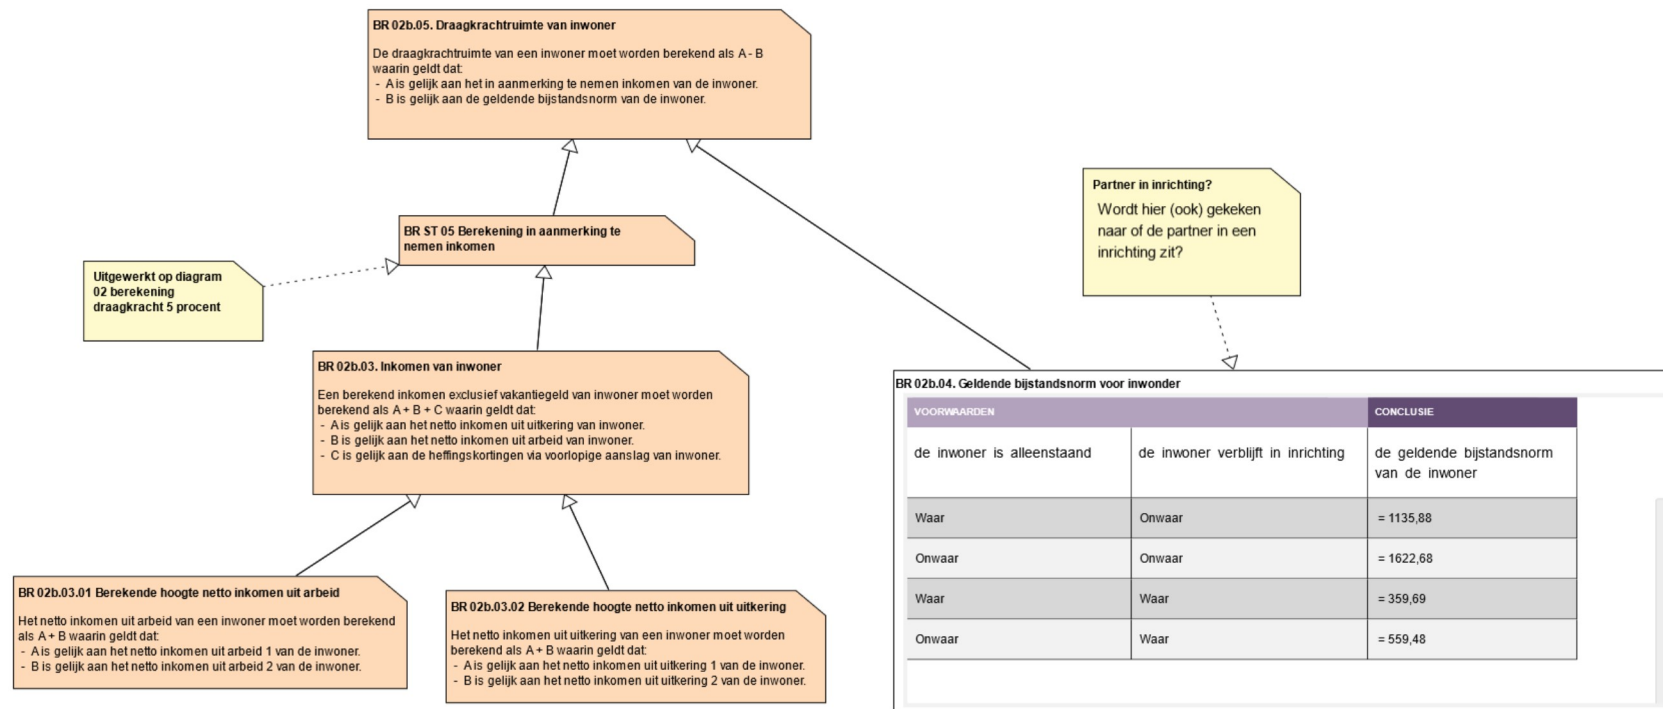 BR 02b.05. Draagkrachtruimte van inwoner
De draagkrachtruimte van een inwoner moet worden berekend als A - B
waarin geldt dat:
- A is gelijk aan het in aanmerking te nemen inkomen van de inwoner.
- B is gelijk aan de geldende bijstandsnorm van de inwoner.
Partner in inrichting?
Wordt hier (ook) gekeken
naar of de partner in een
inrichting zit?
BR ST 05 Berekening in aanmerking te
nemen inkomen
Uitgewerkt op diagram
02 berekening
draagkracht 5 procent
BR 02b.03. Inkomen van inwoner
Een berekend inkomen exclusief vakantiegeld van inwoner moet worden
berekend als A + B + C waarin geldt dat:
- A is gelijk aan het netto inkomen uit uitkering van inwoner.
- B is gelijk aan het netto inkomen uit arbeid van inwoner.
- C is gelijk aan de heffingskortingen via voorlopige aanslag van inwoner.
BR 02b.04. Geldende bijstandsnorm voor inwonder
VOORWAARDEN CONCLUSIE
de inwoner is alleenstaand de inwoner verblijft in inrichting de geldende bijstandsnorm
van de inwoner
Waar Onwaar = 1135,88
Onwaar Onwaar = 1622,68
Waar Waar = 359,69
Onwaar Waar = 559,48
BR 02b.03.01 Berekende hoogte netto inkomen uit arbeid
Het netto inkomen uit arbeid van een inwoner moet worden berekend
als A + B waarin geldt dat:
- A is gelijk aan het netto inkomen uit arbeid 1 van de inwoner.
- B is gelijk aan het netto inkomen uit arbeid 2 van de inwoner.
BR 02b.03.02 Berekende hoogte netto inkomen uit uitkering
Het netto inkomen uit uitkering van een inwoner moet worden
berekend als A + B waarin geldt dat:
- A is gelijk aan het netto inkomen uit uitkering 1 van de inwoner.
- B is gelijk aan het netto inkomen uit uitkering 2 van de inwoner.